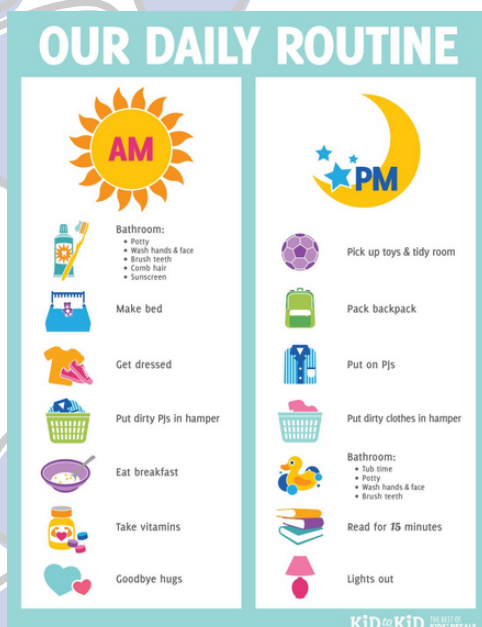 OUR DAILY ROUTINE
AM
Bathroom:
• Potty
• Wash hands & face
• Brush teeth
• Comb hair
• Sunscreen
Make bed
Get dressed
Put dirty PJs in hamper
Eat breakfast
Take vitamins
Goodbye hugs
PM
Pick up toys & tidy room
Pack backpack
Put on PJs
Put dirty clothes in hamper
Bathroom:
• Tub time
• Potty
• Wash hands & face
• Brush teeth
Read for 15 minutes
Lights out
KiD to KiD
THE BEST OF